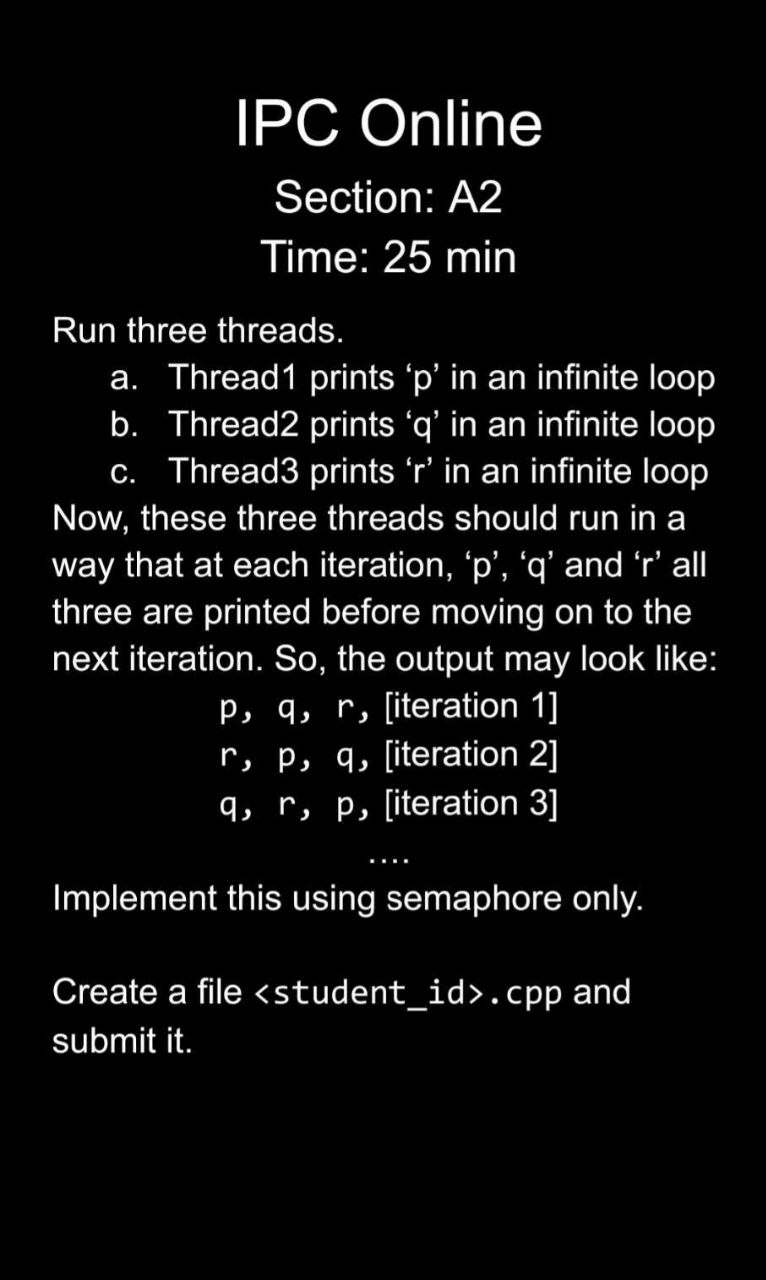 IPC Online
Section: A2
Time: 25 min
Run three threads.
a. Thread1 prints ‘p’ in an infinite loop
b. Thread2 prints ‘q’ in an infinite loop
c. Thread3 prints ‘r’ in an infinite loop
Now, these three threads should run in a
way that at each iteration, ‘p’, ‘q’ and ‘r’ all
three are printed before moving on to the
next iteration. So, the output may look like:
p, q, r, [iteration 1]
r, p, q, [iteration 2]
q, r, p, [iteration 3]
....
Implement this using semaphore only.
Create a file <student_id>.cpp and
submit it.